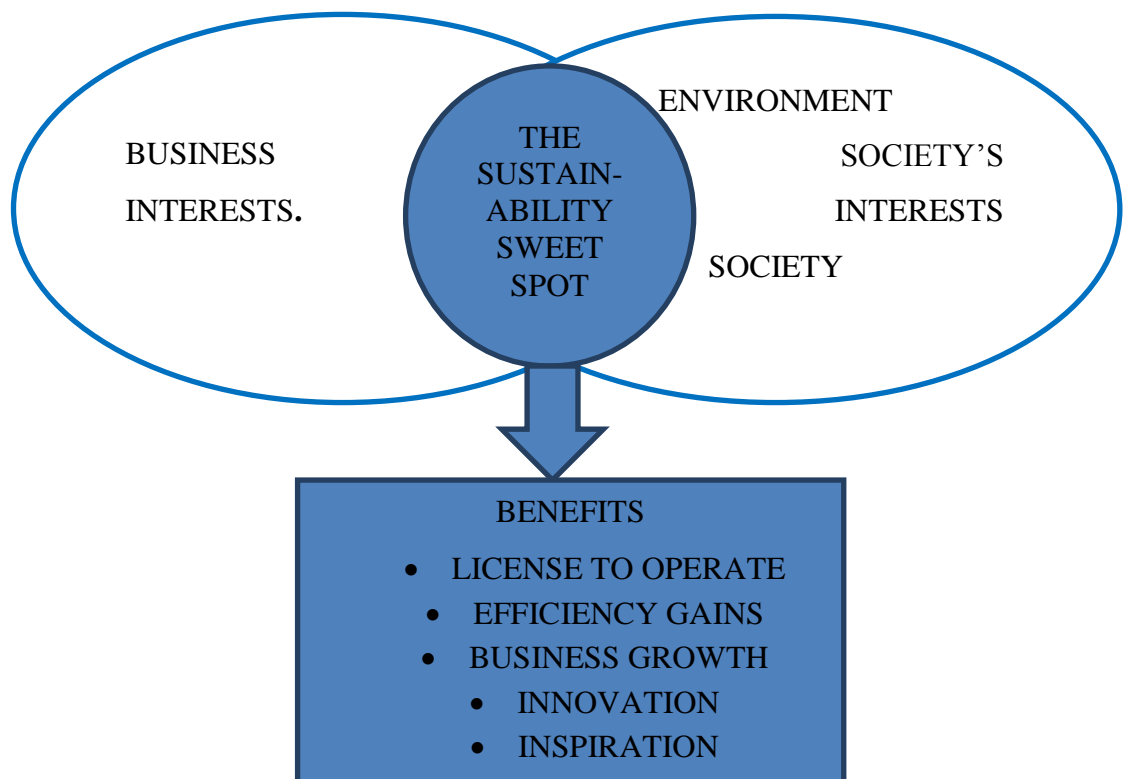 BUSINESS
INTERESTS.
THE
SUSTAIN-
ABILITY
SWEET
SPOT
ENVIRONMENT
SOCIETY’S
INTERESTS
SOCIETY
BENEFITS
• LICENSE TO OPERATE
• EFFICIENCY GAINS
• BUSINESS GROWTH
• INNOVATION
• INSPIRATION